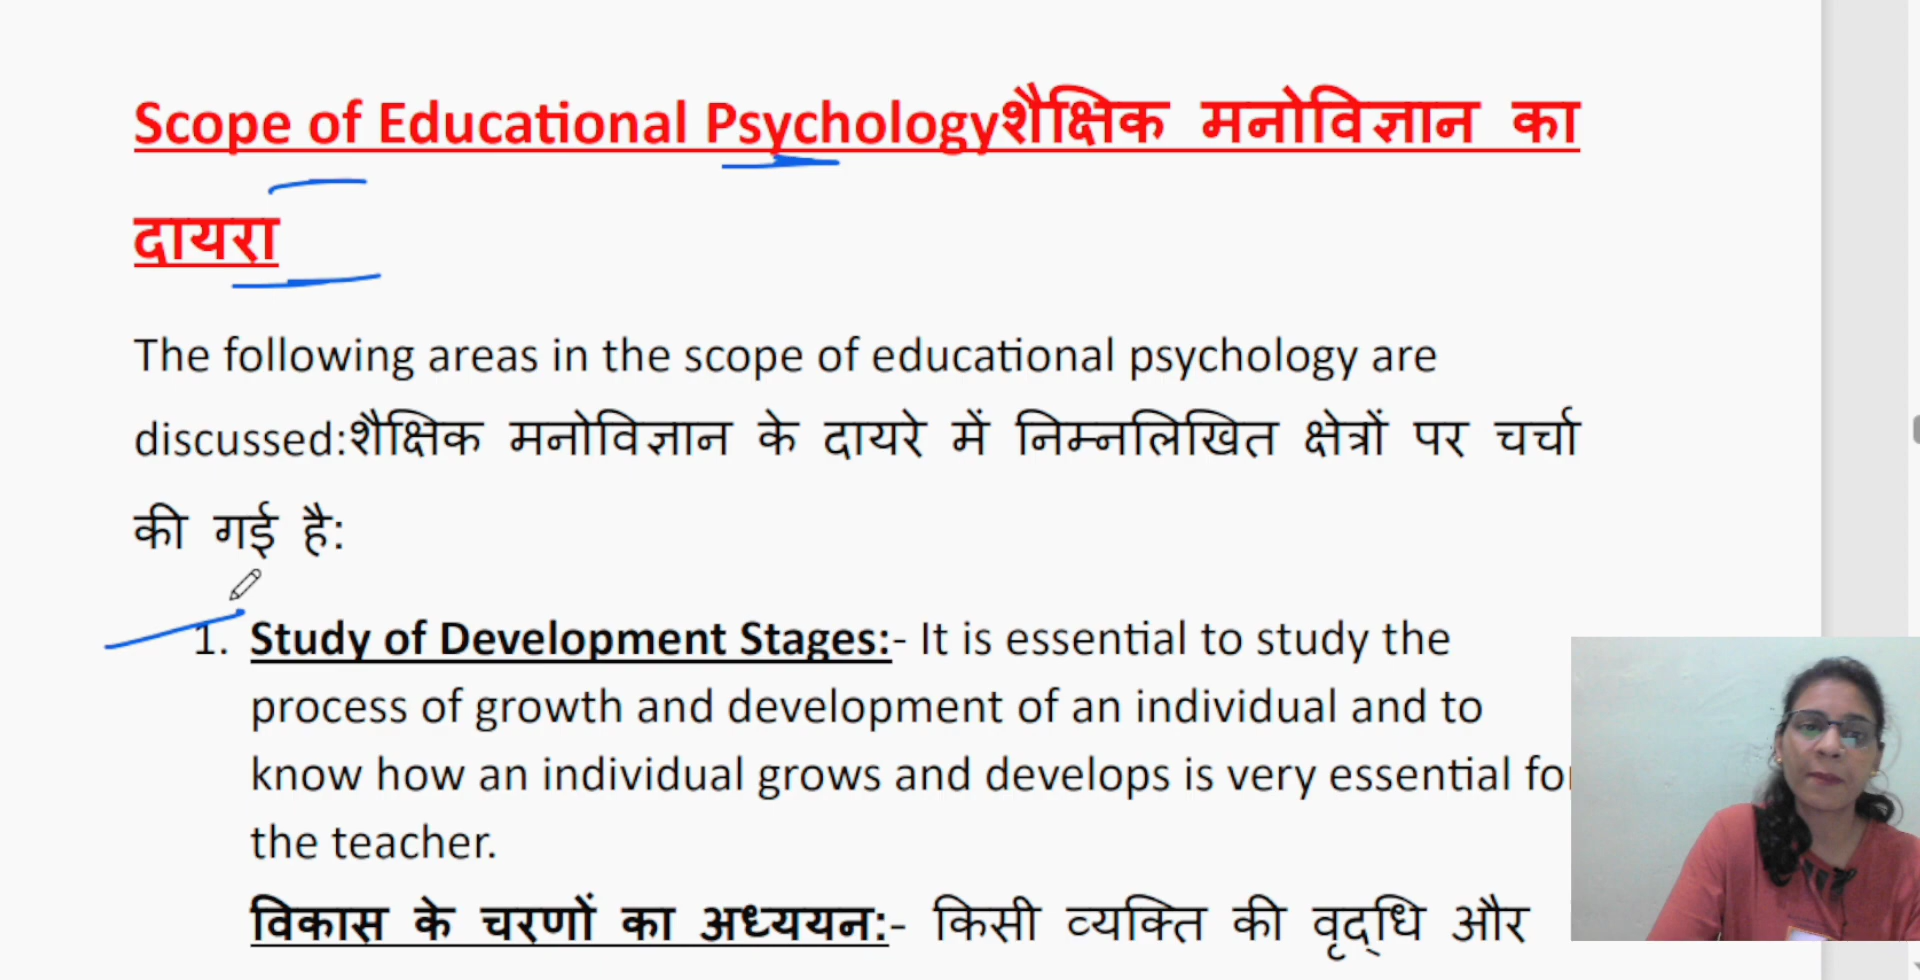 Scope of Educational Psychologyशैक्षिक मनोविज्ञान का
दायरा
The following areas in the scope of educational psychology are
discussed:शैक्षिक मनोविज्ञान के दायरे में निम्नलिखित क्षेत्रों पर चर्चा
की गई है:
1. Study of Development Stages:- It is essential to study the
process of growth and development of an individual and to
know how an individual grows and develops is very essential for
the teacher.
विकास के चरणों का अध्ययन:- किसी व्यक्ति की वृद्धि और